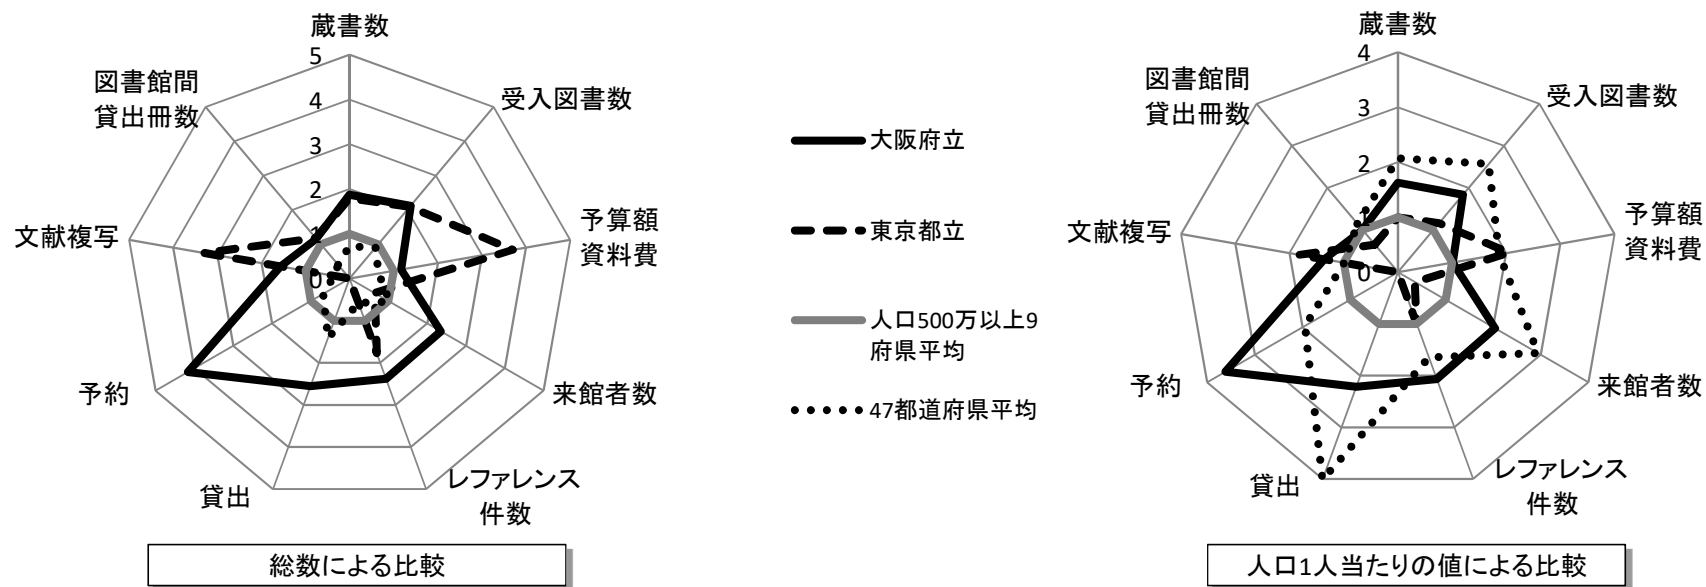 蔵書数
5
4
3
2
1
0
受入図書数
予算額
資料費
来館者数
レファレンス
件数
貸出
予約
文献複写
図書館間
貸出冊数
総数による比較
大阪府立
東京都立
人口500万以上9
府県平均
47都道府県平均
蔵書数
4
3
2
1
0
受入図書数
予算額
資料費
来館者数
レファレンス
件数
貸出
予約
文献複写
図書館間
貸出冊数
人口1人当たりの値による比較